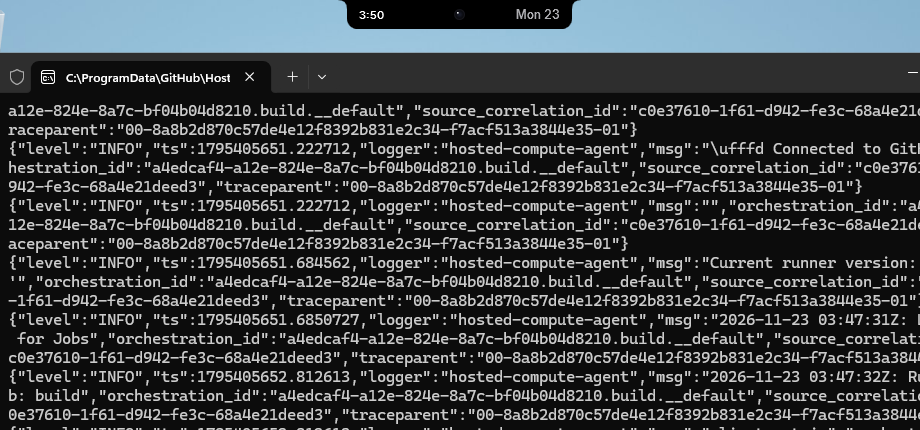 3:50 Mon 23
C:\ProgramData\GitHub\Host
a12e-824e-8a7c-bf04b04d8210.build.__default","source_correlation_id":"c0e37610-1f61-d942-fe3c-68a4e21d
raceparent":"00-8a8b2d870c57de4e12f8392b831e2c34-f7acf513a3844e35-01"}
{"level":"INFO","ts":1795405651.222712,"logger":"hosted-compute-agent","msg":"\ufffd Connected to GitH
hestration_id":"a4edcaf4-a12e-824e-8a7c-bf04b04d8210.build.__default","source_correlation_id":"c0e376
942-fe3c-68a4e21deed3","traceparent":"00-8a8b2d870c57de4e12f8392b831e2c34-f7acf513a3844e35-01"}
{"level":"INFO","ts":1795405651.222712,"logger":"hosted-compute-agent","msg":"","orchestration_id":"a4
12e-824e-8a7c-bf04b04d8210.build.__default","source_correlation_id":"c0e37610-1f61-d942-fe3c-68a4e21de
aceparent":"00-8a8b2d870c57de4e12f8392b831e2c34-f7acf513a3844e35-01"}
{"level":"INFO","ts":1795405651.684562,"logger":"hosted-compute-agent","msg":"Current runner version:
'","orchestration_id":"a4edcaf4-a12e-824e-8a7c-bf04b04d8210.build.__default","source_correlation_id":
-1f61-d942-fe3c-68a4e21deed3","traceparent":"00-8a8b2d870c57de4e12f8392b831e2c34-f7acf513a3844e35-01"
{"level":"INFO","ts":1795405651.6850727,"logger":"hosted-compute-agent","msg":"2026-11-23 03:47:31Z:
for Jobs","orchestration_id":"a4edcaf4-a12e-824e-8a7c-bf04b04d8210.build.__default","source_correlati
c0e37610-1f61-d942-fe3c-68a4e21deed3","traceparent":"00-8a8b2d870c57de4e12f8392b831e2c34-f7acf513a384
{"level":"INFO","ts":1795405652.812613,"logger":"hosted-compute-agent","msg":"2026-11-23 03:47:32Z: Ru
b: build","orchestration_id":"a4edcaf4-a12e-824e-8a7c-bf04b04d8210.build.__default","source_correlatio
0e37610-1f61-d942-fe3c-68a4e21deed3","traceparent":"00-8a8b2d870c57de4e12f8392b831e2c34-f7acf513a3844